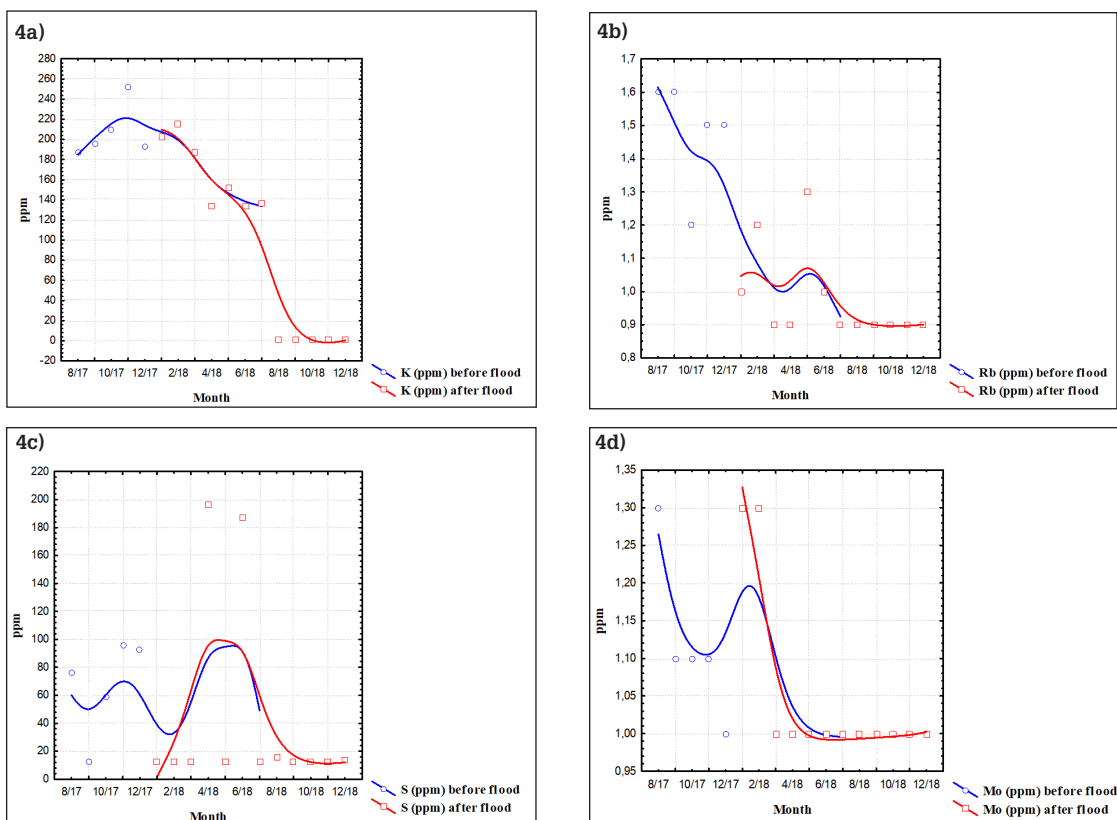 4a)
280
260
240
220
200
180
160
140
120
100
80
60
40
20
0
-20
ppm
8/17 10/17 12/17 2/18 4/18 6/18 8/18 10/18 12/18
Month
K (ppm) before flood
K (ppm) after flood
4b)
1,7
1,6
1,5
1,4
1,3
1,2
1,1
1,0
0,9
0,8
ppm
8/17 10/17 12/17 2/18 4/18 6/18 8/18 10/18 12/18
Month
Rb (ppm) before flood
Rb (ppm) after flood
4c)
220
200
180
160
140
120
100
80
60
40
20
0
ppm
8/17 10/17 12/17 2/18 4/18 6/18 8/18 10/18 12/18
Month
S (ppm) before flood
S (ppm) after flood
4d)
1,35
1,30
1,25
1,20
1,15
1,10
1,05
1,00
0,95
ppm
8/17 10/17 12/17 2/18 4/18 6/18 8/18 10/18 12/18
Month
Mo (ppm) before flood
Mo (ppm) after flood